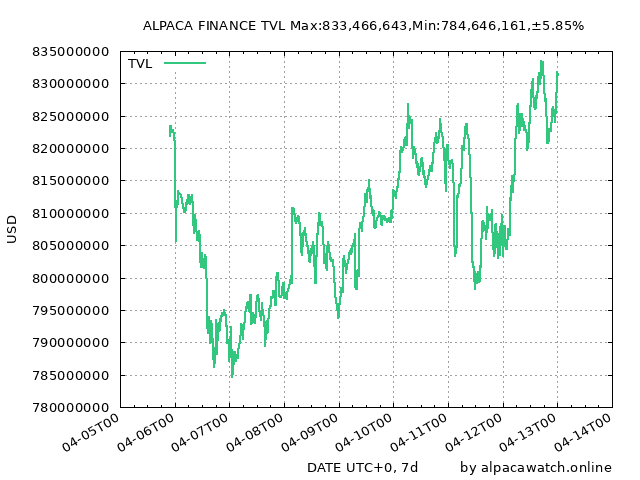 ALPACA FINANCE TVL Max:833,466,643,Min:784,646,161,±5.85%
835000000
TVL
830000000
825000000
820000000
815000000
810000000
USD
805000000
800000000
795000000
790000000
785000000
780000000
04-05T00
04-06T00
04-07T00
04-08T00
04-09T00
04-10T00
04-11T00
04-12T00
04-13T00
04-14T00
DATE UTC+0, 7d
by alpacawatch.online